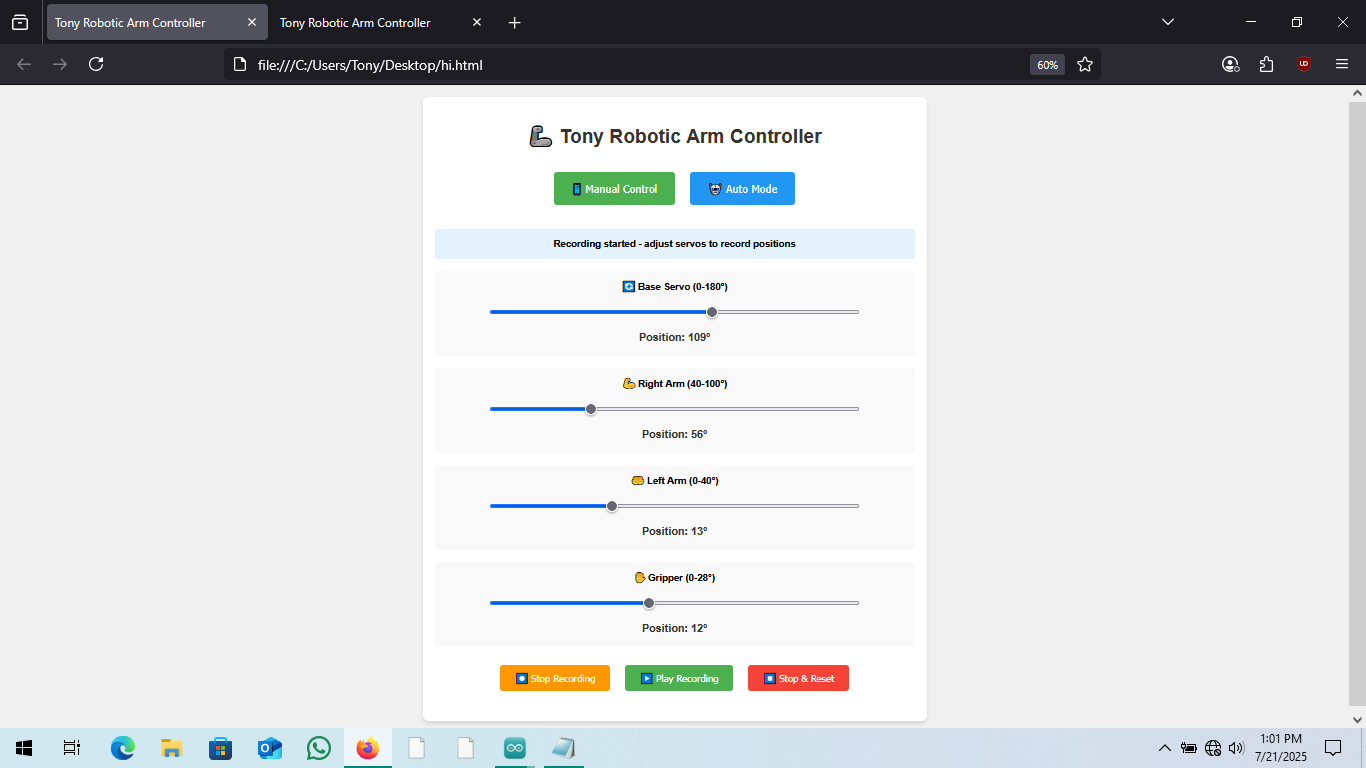 Tony Robotic Arm Controller
Tony Robotic Arm Controller
file:///C:/Users/Tony/Desktop/hi.html
60%
Tony Robotic Arm Controller
Manual Control
Auto Mode
Recording started - adjust servos to record positions
Base Servo (0-180°)
Position: 109°
Right Arm (40-100°)
Position: 56°
Left Arm (0-40°)
Position: 13°
Gripper (0-28°)
Position: 12°
Stop Recording
Play Recording
Stop & Reset
1:01 PM
7/21/2025